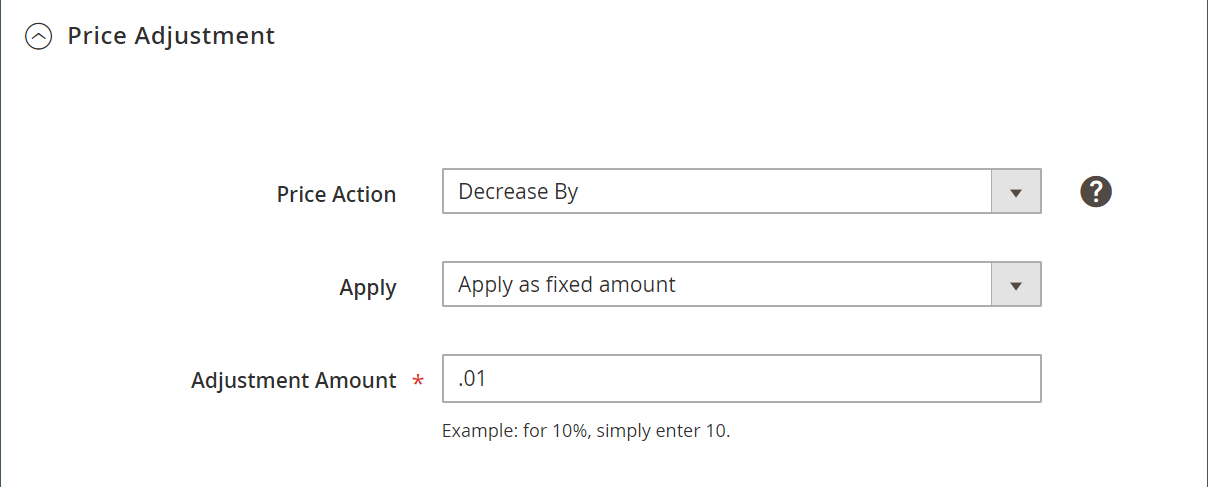 Price Adjustment
Price Action
Decrease By
?
Apply
Apply as fixed amount
Adjustment Amount *
.01
Example: for 10%, simply enter 10.